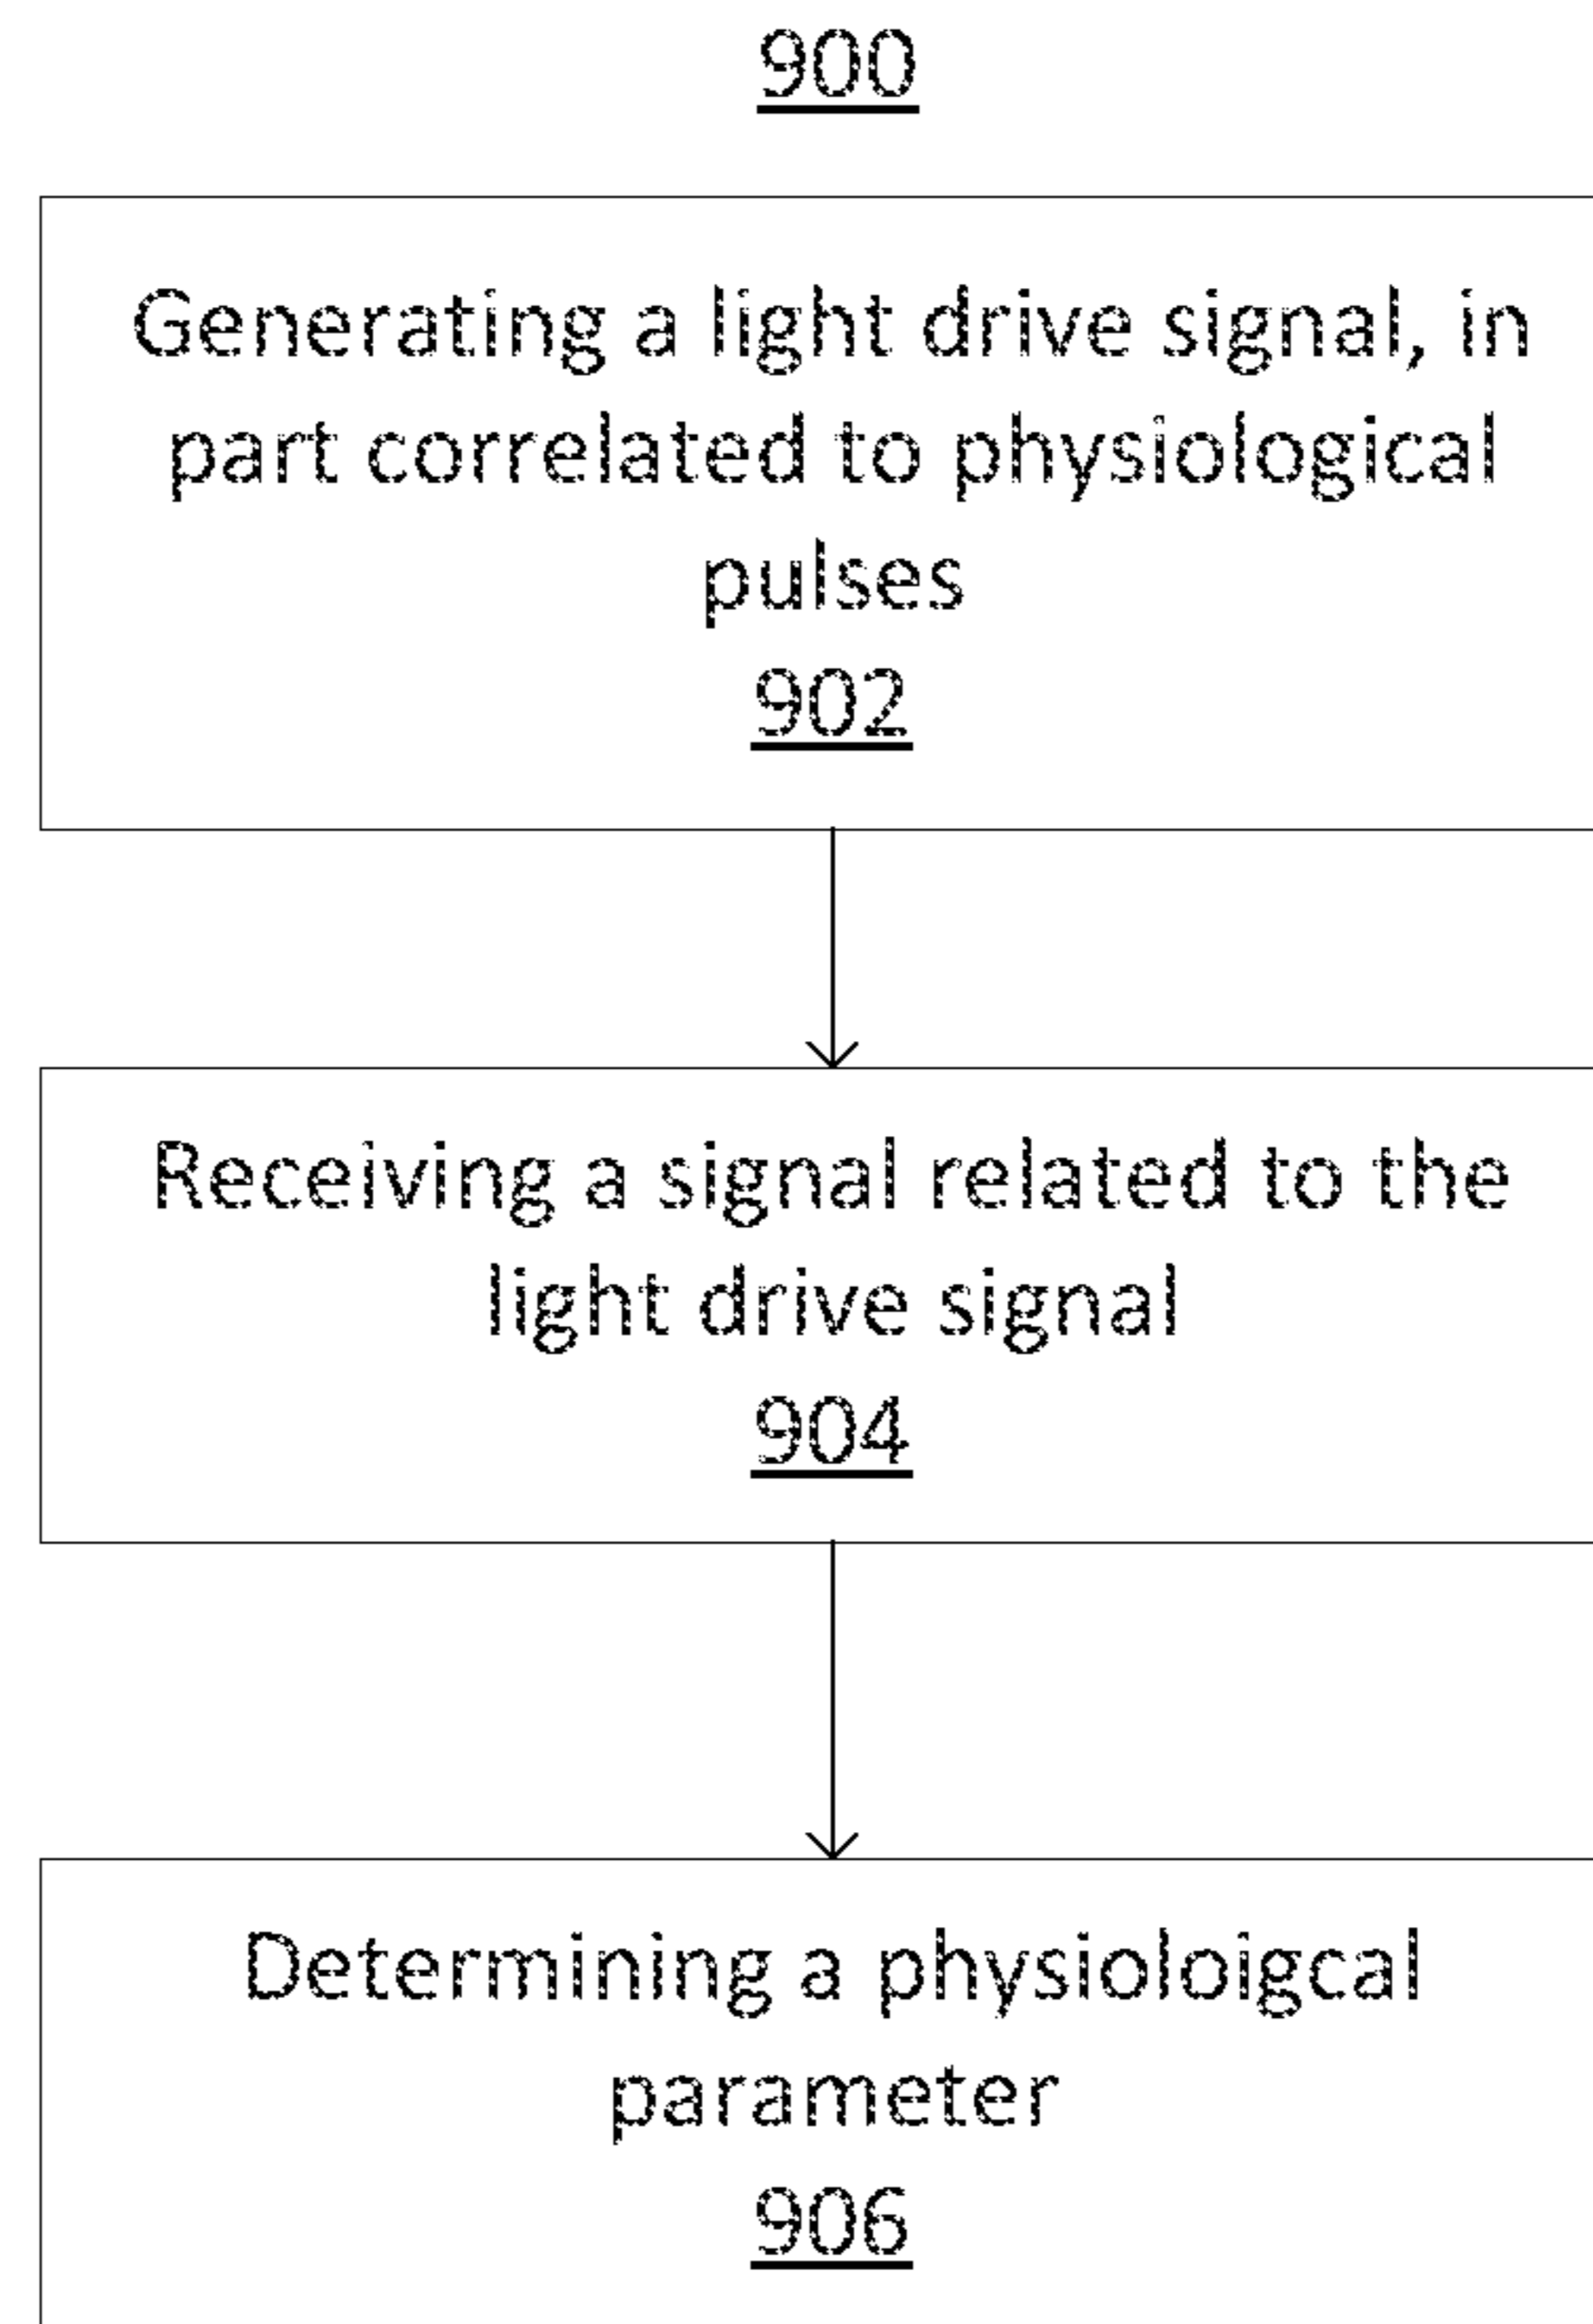 900
Generating a light drive signal, in
part correlated to physiological
pulses
902
Receiving a signal related to the
light drive signal
904
Determining a physioloigcal
parameter
906